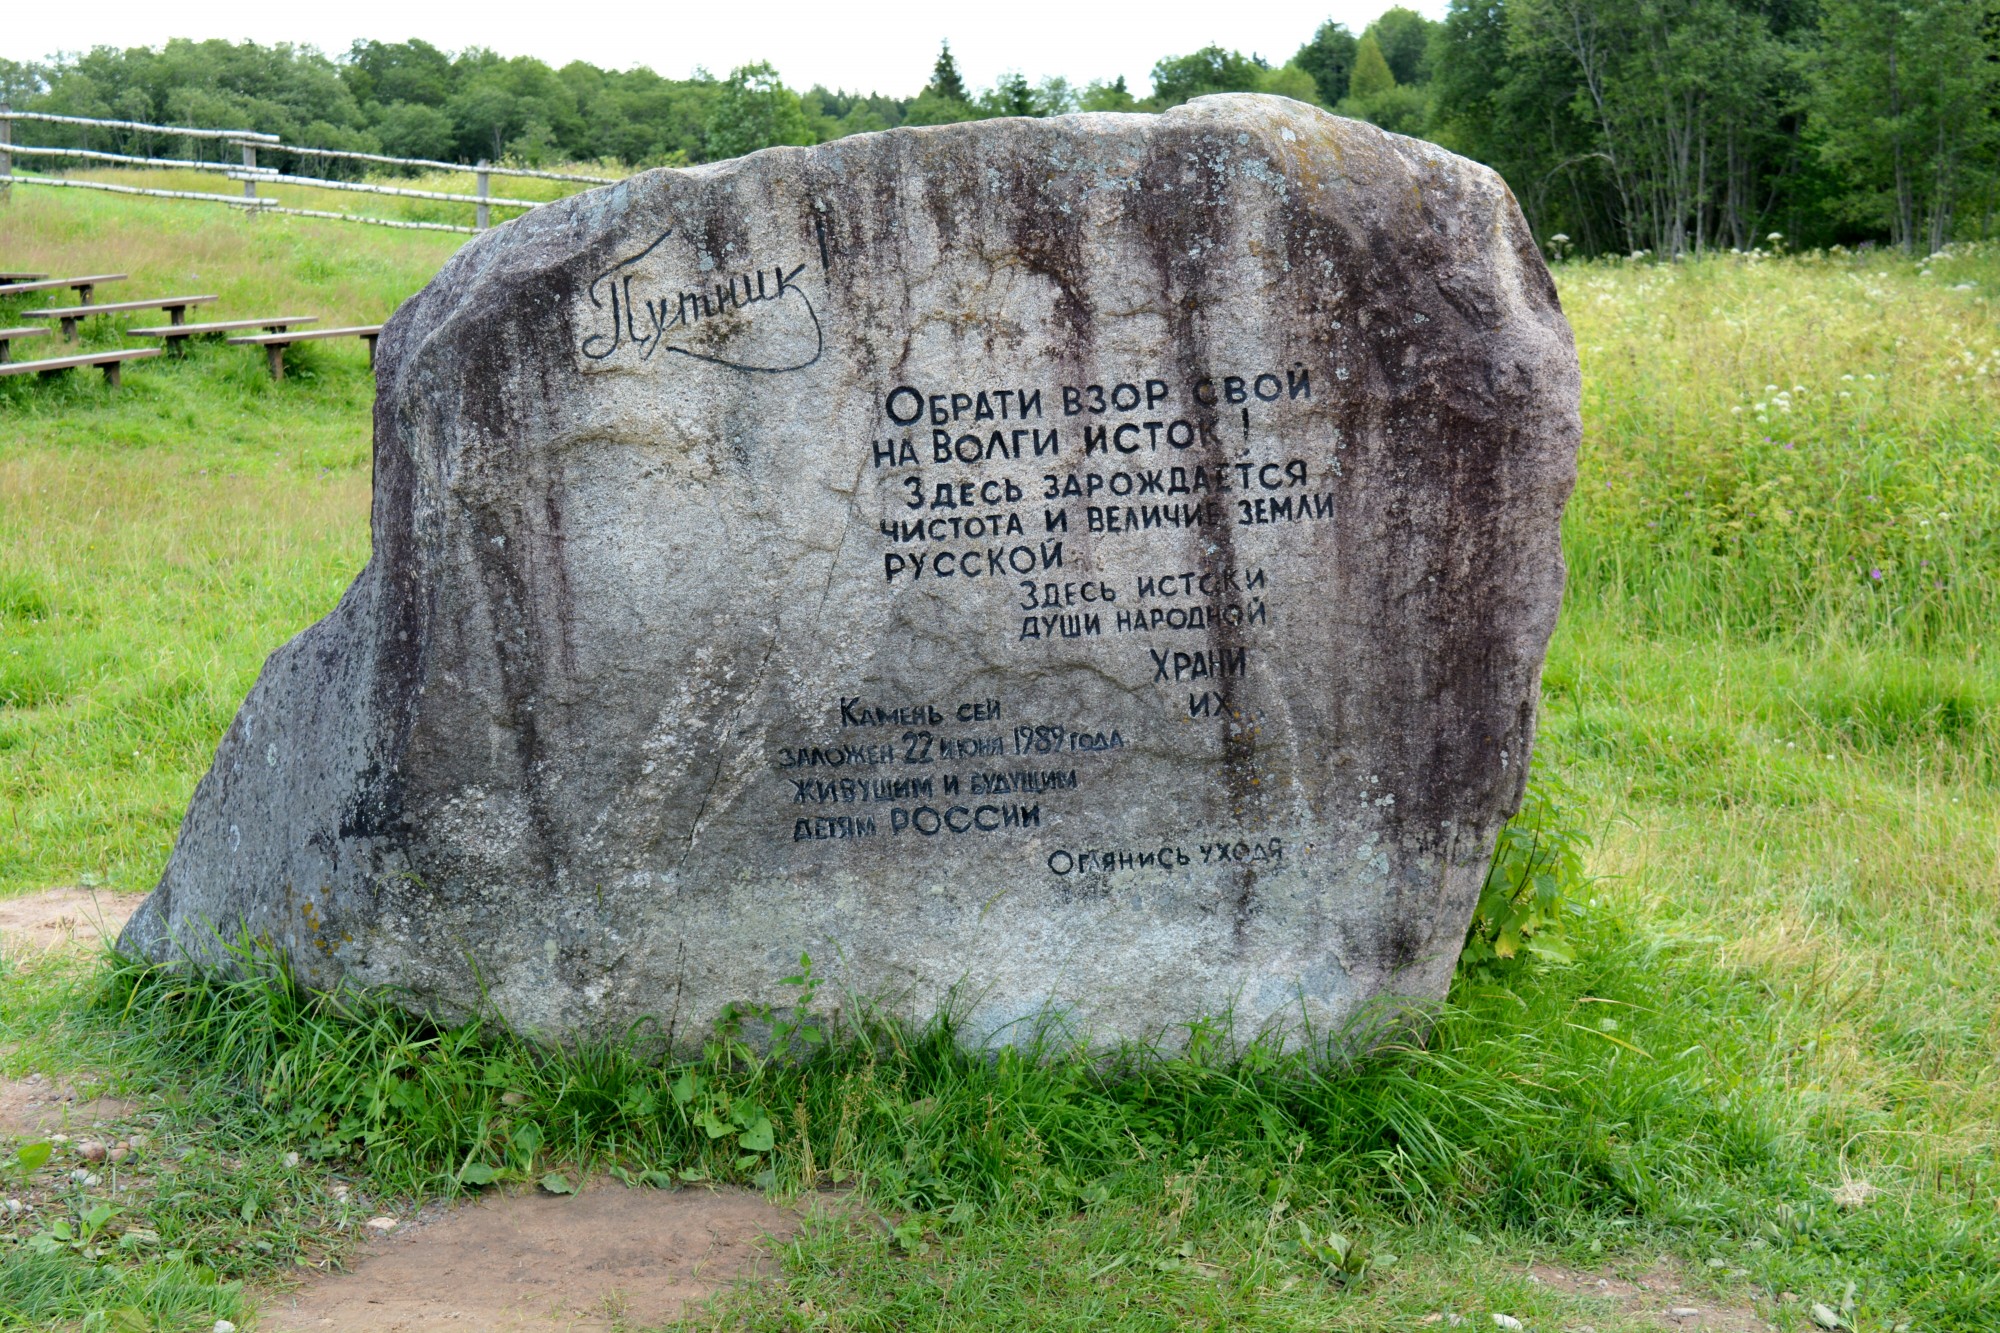 Путник!
Обрати взор свой
на Волги исток!
Здесь зарождается
чистота и величие земли
русской
Здесь истоки
души народной
Храни
их
Камень сей
заложен 22 июня 1989 года
живущим и будущим
детям России
Оглянись уходя